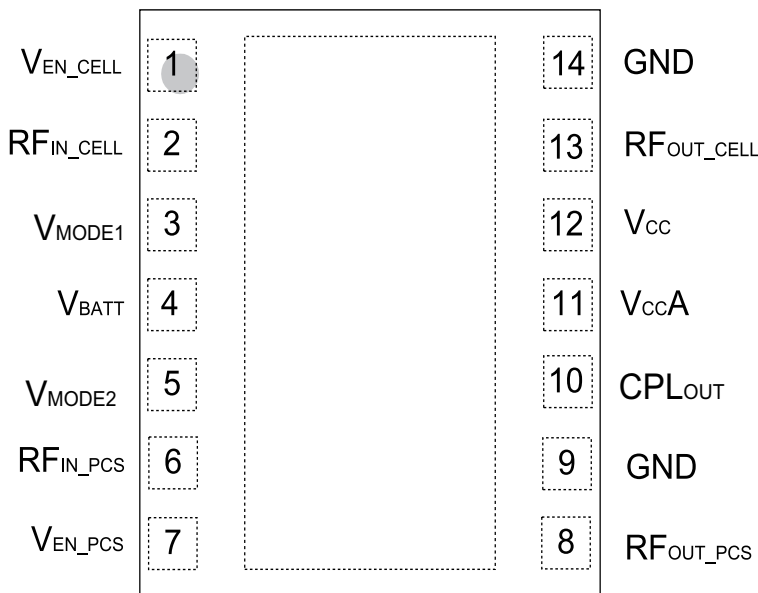 VEN_CELL 1 14 GND
RFIN_CELL 2 13 RFOUT_CELL
VMODE1 3 12 VCC
VBATT 4 11 VCCA
VMODE2 5 10 CPLOUT
RFIN_PCS 6 9 GND
VEN_PCS 7 8 RFOUT_PCS